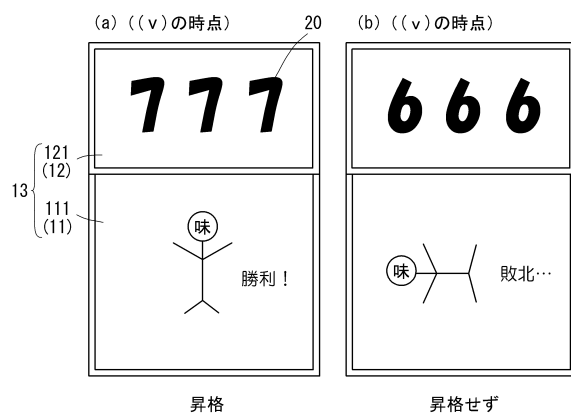 (a) ((v)の時点)
20
(b) ((v)の時点)
777
666
121
(12)
13
111
(11)
味
勝利！
味
敗北…
昇格
昇格せず